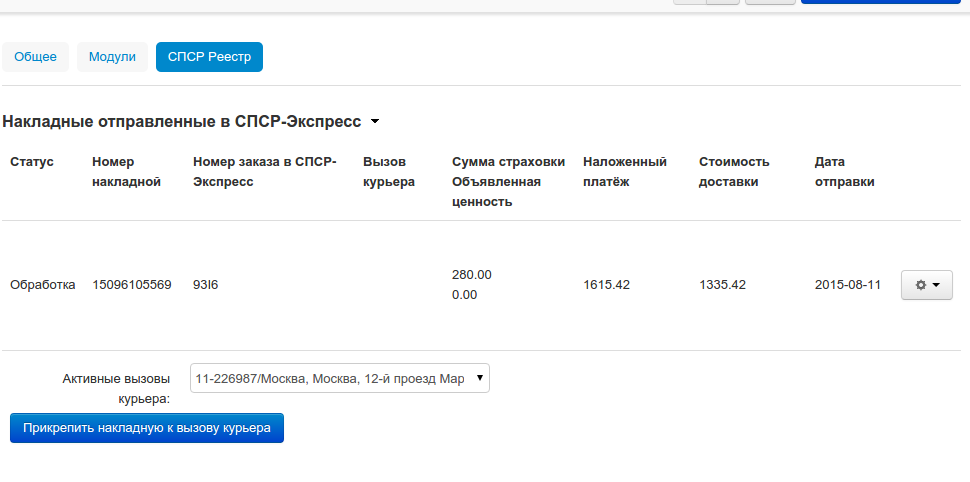 Общее Модули СПСР Реестр
Накладные отправленные в СПСР-Экспресс
Статус Номер Номер заказа в СПСР- Вызов Сумма страховки Наложенный Стоимость Дата
накладной Экспресс курьера Объявленная платёж доставки отправки
ценность
280.00
Обработка 15096105569 93I6 1615.42 1335.42 2015-08-11
0.00
Активные вызовы 11-226987/Москва, Москва, 12-й проезд Мар
курьера:
Прикрепить накладную к вызову курьера